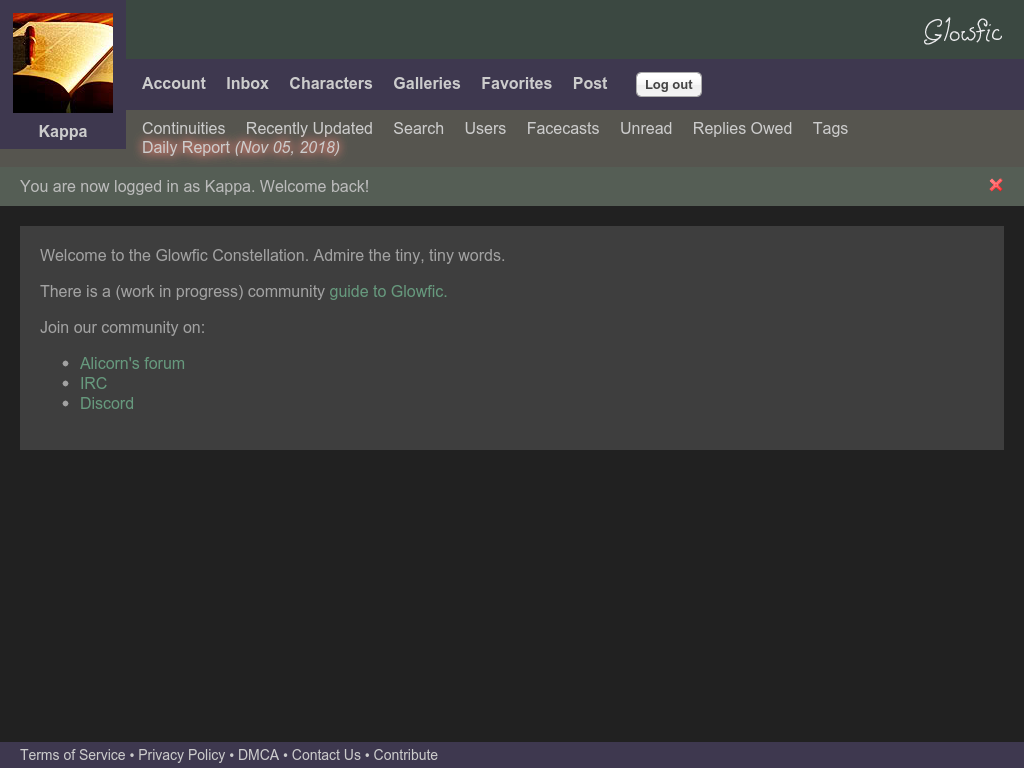 Glowfic
Account Inbox Characters Galleries Favorites Post Log out
Kappa
Continuities Recently Updated Search Users Facecasts Unread Replies Owed Tags
Daily Report (Nov 05, 2018)
You are now logged in as Kappa. Welcome back!
Welcome to the Glowfic Constellation. Admire the tiny, tiny words.
There is a (work in progress) community guide to Glowfic.
Join our community on:
• Alicorn's forum
• IRC
• Discord
Terms of Service • Privacy Policy • DMCA • Contact Us • Contribute